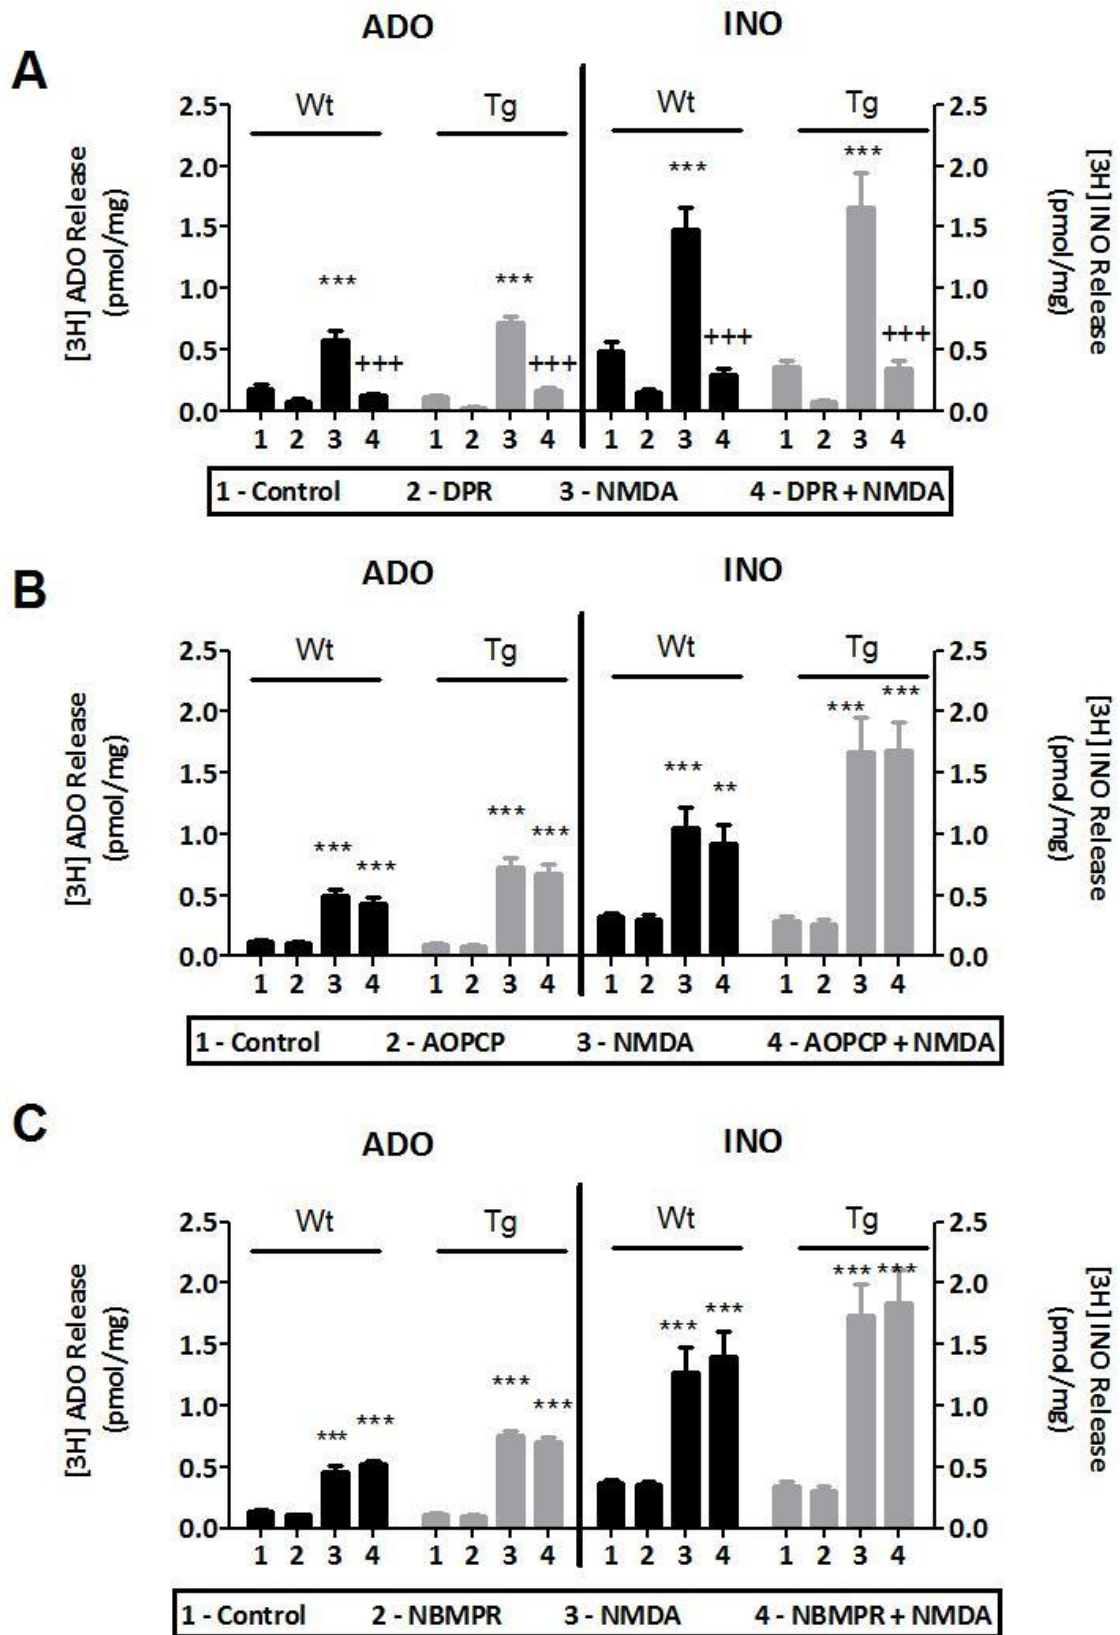 ADO INO
A
Wt Tg Wt Tg
[3H] ADO Release
(pmol/mg)
2.5 2.5
2.0 2.0
1.5 1.5
1.0 1.0
0.5 0.5
0.0 0.0
[3H] INO Release
(pmol/mg)
*** *** *** ***
+++ +++ +++ +++
1 2 3 4 1 2 3 4 1 2 3 4 1 2 3 4
1 - Control 2 - DPR 3 - NMDA 4 - DPR + NMDA
ADO INO
B
Wt Tg Wt Tg
[3H] ADO Release
(pmol/mg)
2.5 2.5
2.0 2.0
1.5 1.5
1.0 1.0
0.5 0.5
0.0 0.0
[3H] INO Release
(pmol/mg)
*** *** *** *** *** ** *** ***
1 2 3 4 1 2 3 4 1 2 3 4 1 2 3 4
1 - Control 2 - AOPCP 3 - NMDA 4 - AOPCP + NMDA
C
ADO INO
Wt Tg Wt Tg
[3H] ADO Release
(pmol/mg)
2.5 2.5
2.0 2.0
1.5 1.5
1.0 1.0
0.5 0.5
0.0 0.0
[3H] INO Release
(pmol/mg)
*** *** *** *** *** *** *** ***
1 2 3 4 1 2 3 4 1 2 3 4 1 2 3 4
1 - Control 2 - NBMPR 3 - NMDA 4 - NBMPR + NMDA